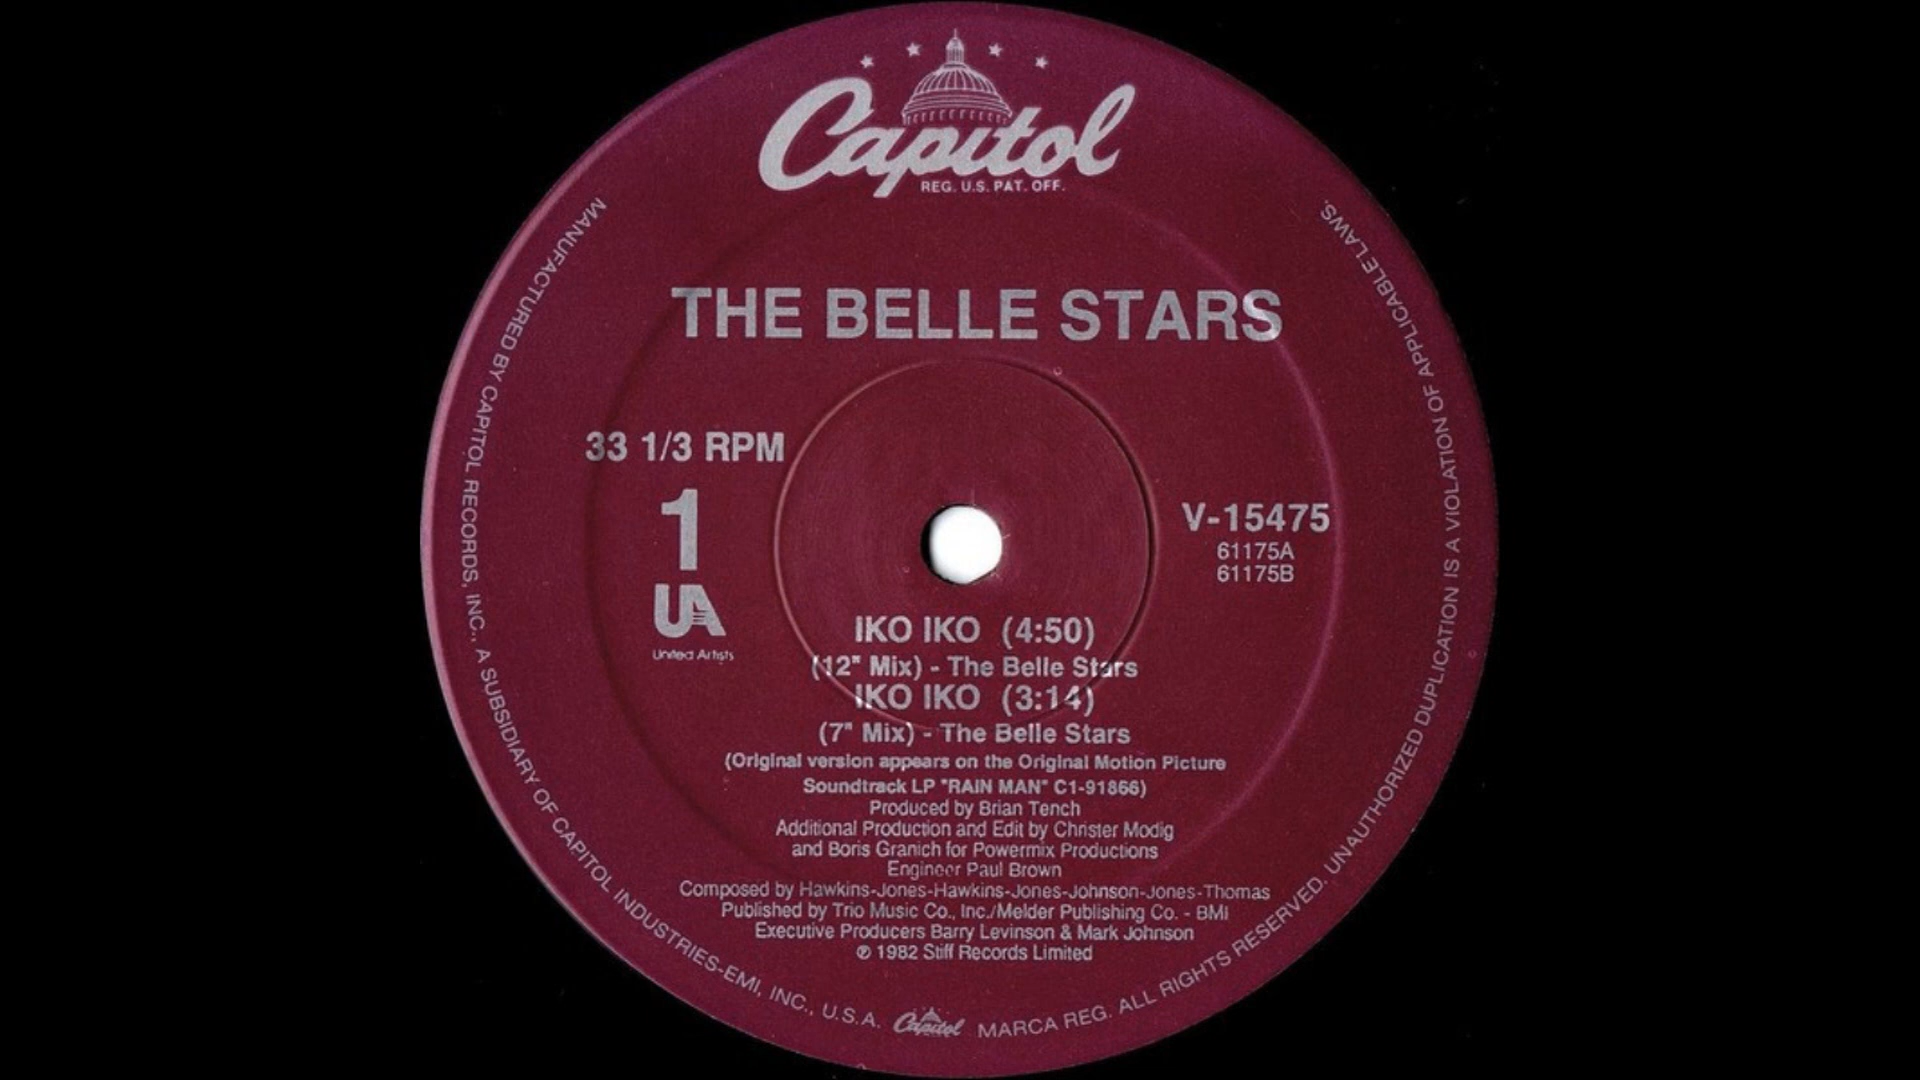 Capitol
REG. U.S. PAT. OFF.
THE BELLE STARS
33 1/3 RPM
1
UA
United Artists
V-15475
61175A
61175B
IKO IKO (4:50)
(12" Mix) - The Belle Stars
IKO IKO (3:14)
(7" Mix) - The Belle Stars
(Original version appears on the Original Motion Picture
Soundtrack LP "RAIN MAN" C1-91866)
Produced by Brian Tench
Additional Production and Edit by Christer Modig
and Boris Granich for Powermix Productions
Engineer Paul Brown
Composed by Hawkins-Jones-Hawkins-Jones-Johnson-Jones-Thomas
Published by Trio Music Co., Inc./Melder Publishing Co. - BMI
Executive Producers Barry Levinson & Mark Johnson
℗ 1982 Stiff Records Limited
MANUFACTURED BY CAPITOL RECORDS, INC., A SUBSIDIARY OF CAPITOL INDUSTRIES-EMI, INC., U.S.A. Capitol MARCA REG. ALL RIGHTS RESERVED. UNAUTHORIZED DUPLICATION IS A VIOLATION OF APPLICABLE LAWS.